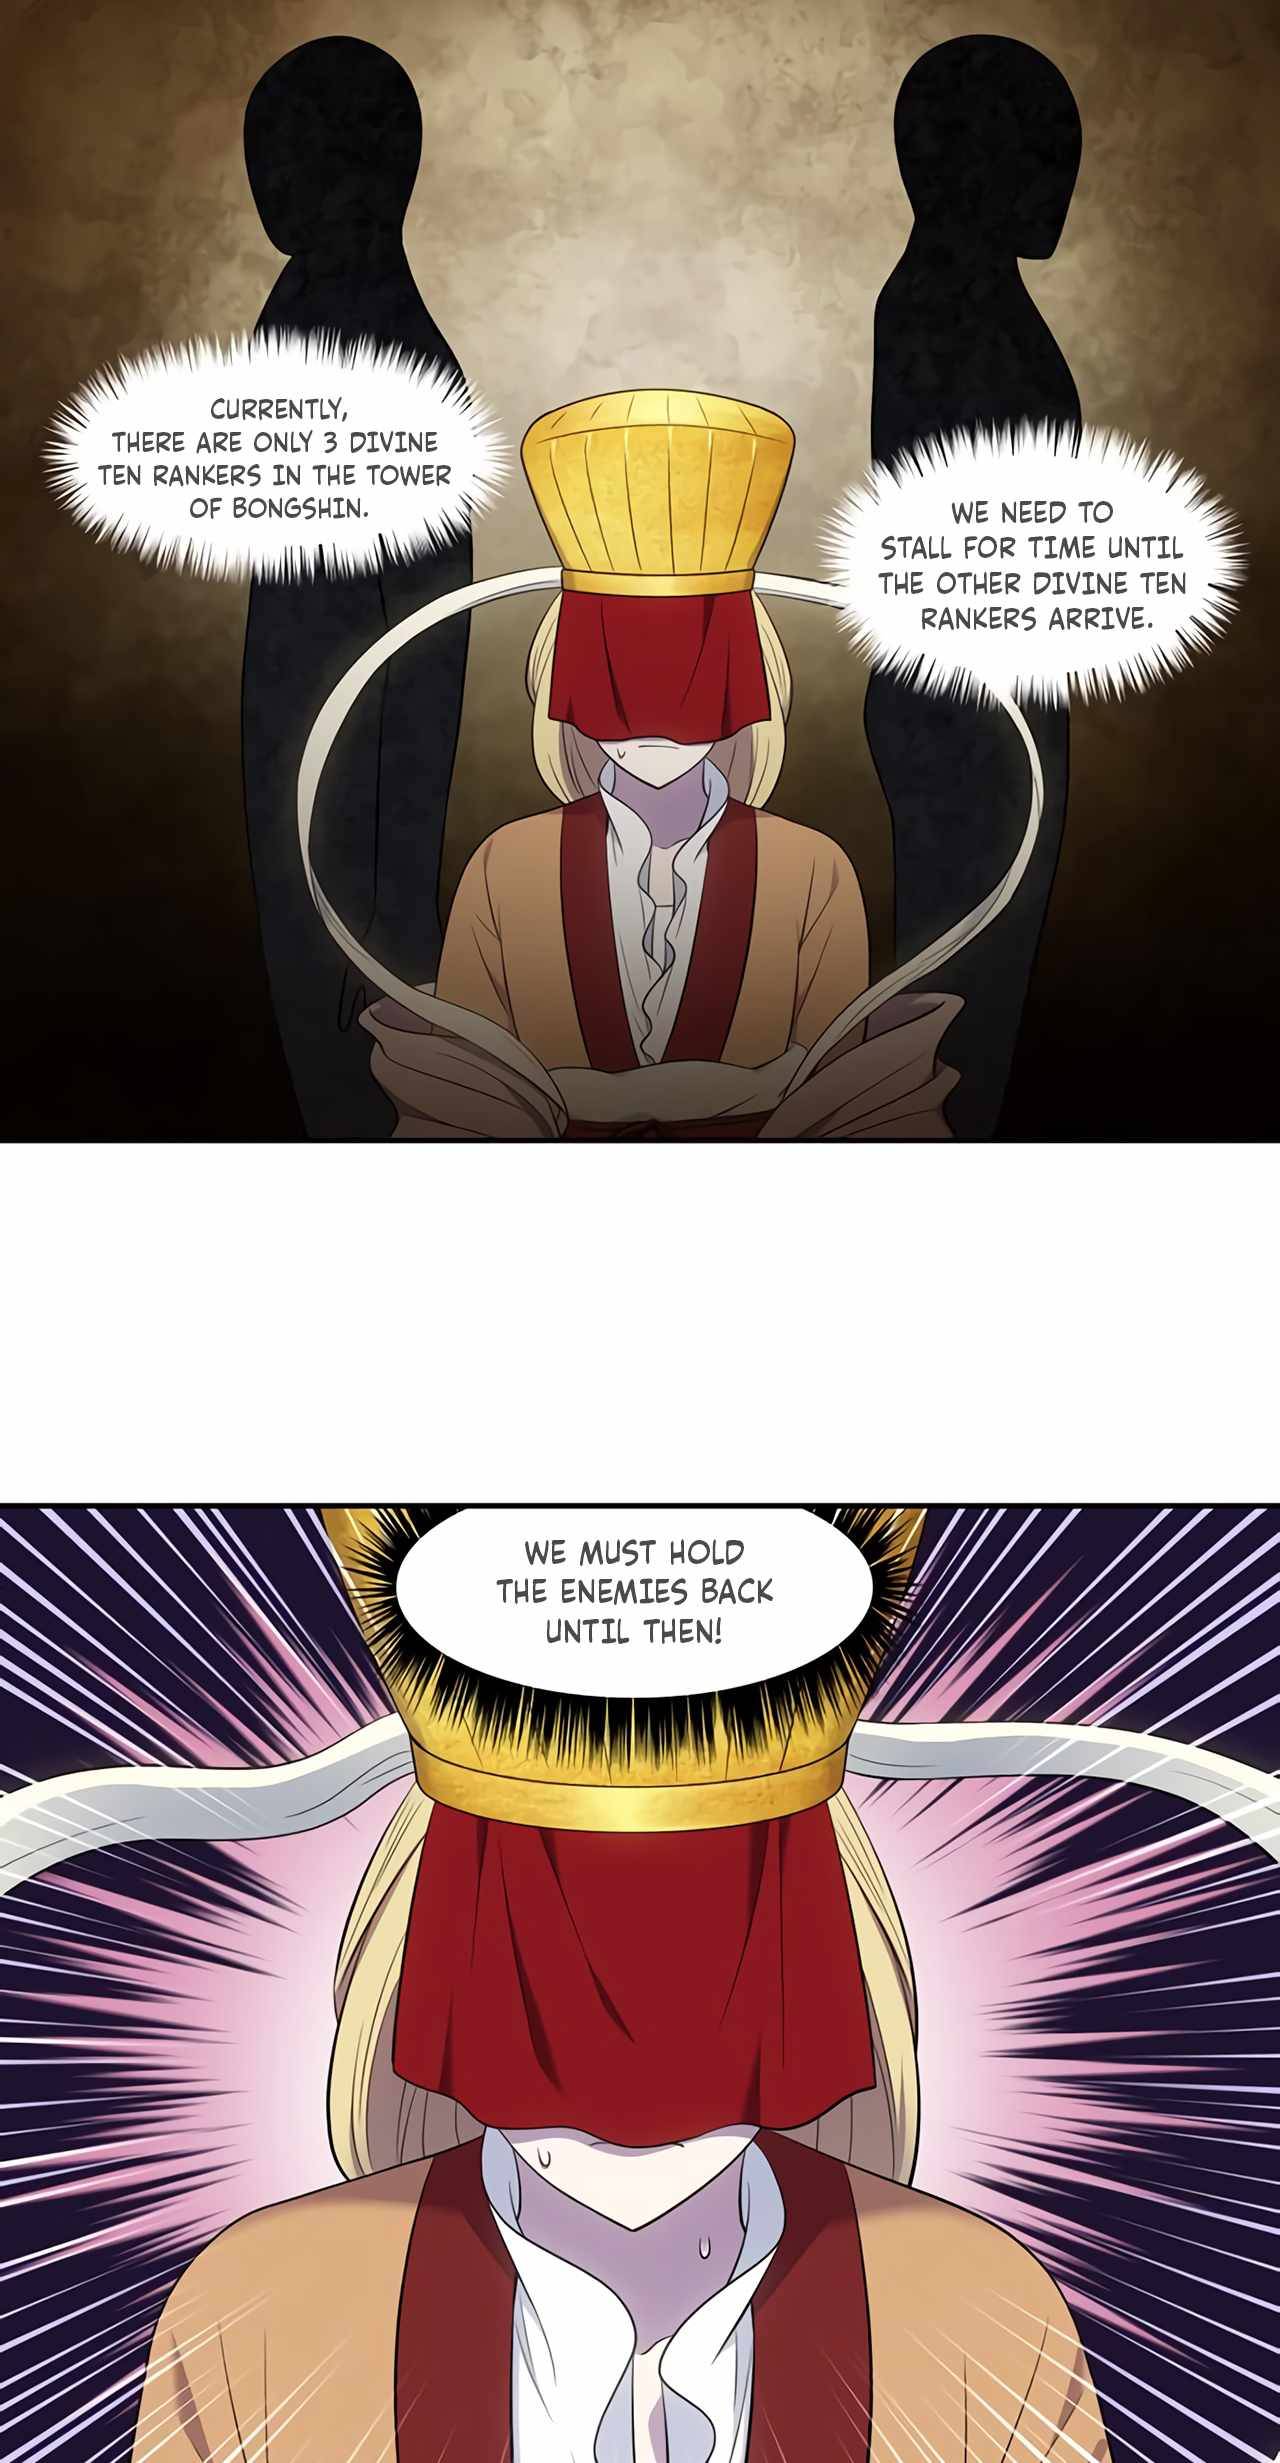 CURRENTLY,
THERE ARE ONLY 3 DIVINE
TEN RANKERS IN THE TOWER
OF BONGSHIN.
WE NEED TO
STALL FOR TIME UNTIL
THE OTHER DIVINE TEN
RANKERS ARRIVE.
WE MUST HOLD
THE ENEMIES BACK
UNTIL THEN!